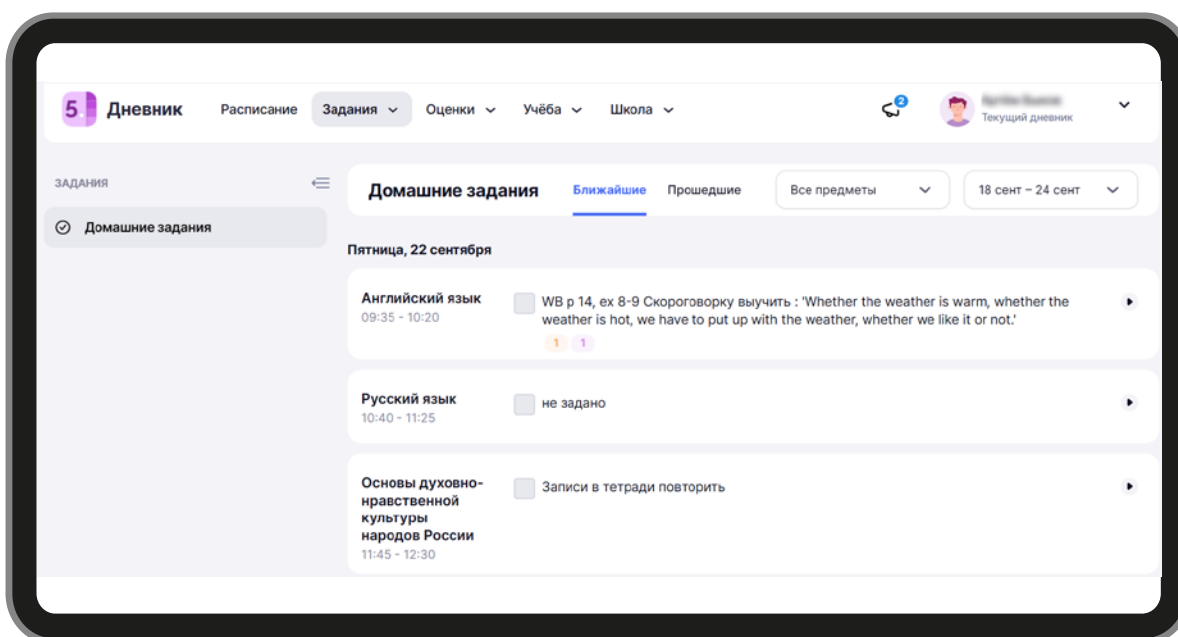 5
Дневник
Расписание
Задания
Оценки
Учёба
Школа
2
Текущий дневник
ЗАДАНИЯ
Домашние задания
Домашние задания
Ближайшие
Прошедшие
Все предметы
18 сент – 24 сент
Пятница, 22 сентября
Английский язык
09:35 - 10:20
WB p 14, ex 8-9 Скороговорку выучить : 'Whether the weather is warm, whether the
weather is hot, we have to put up with the weather, whether we like it or not.'
1 1
Русский язык
10:40 - 11:25
не задано
Основы духовно-
нравственной
культуры
народов России
11:45 - 12:30
Записи в тетради повторить